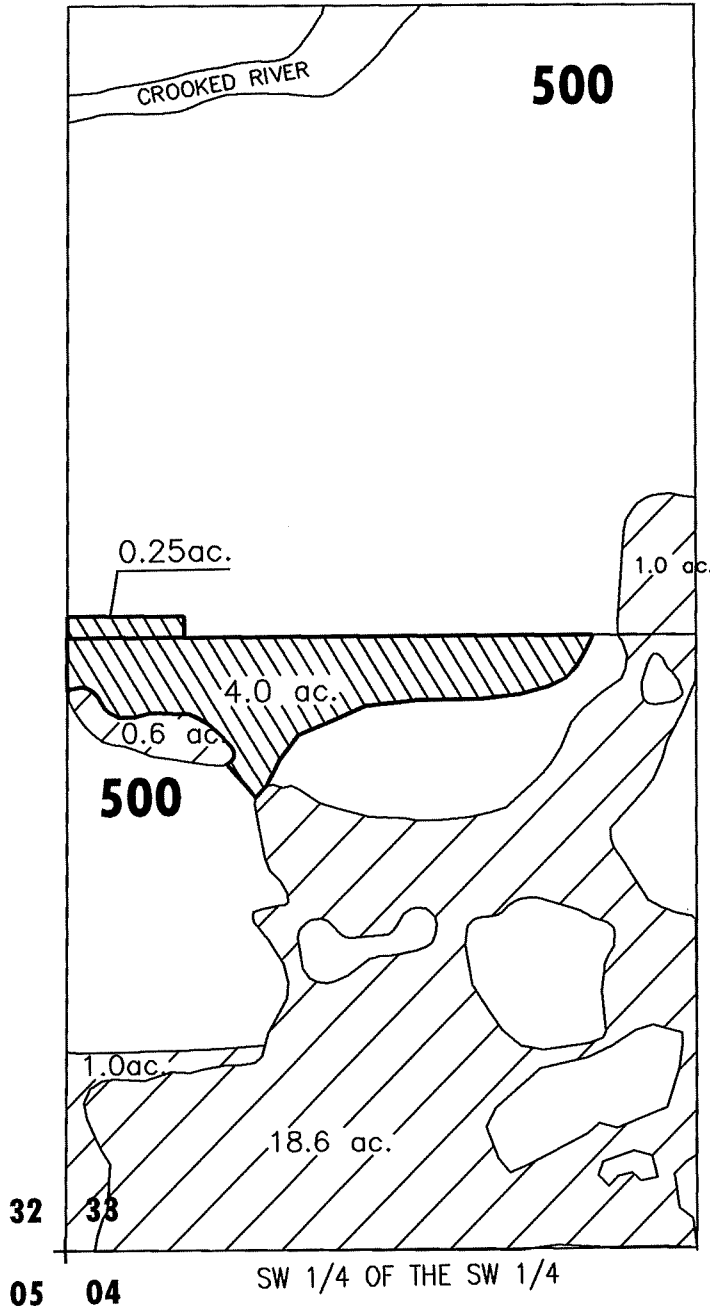 CROOKED RIVER
500
0.25ac.
1.0 ac.
4.0 ac.
0.6 ac.
500
1.0ac.
18.6 ac.
32 33
05 04
SW 1/4 OF THE SW 1/4